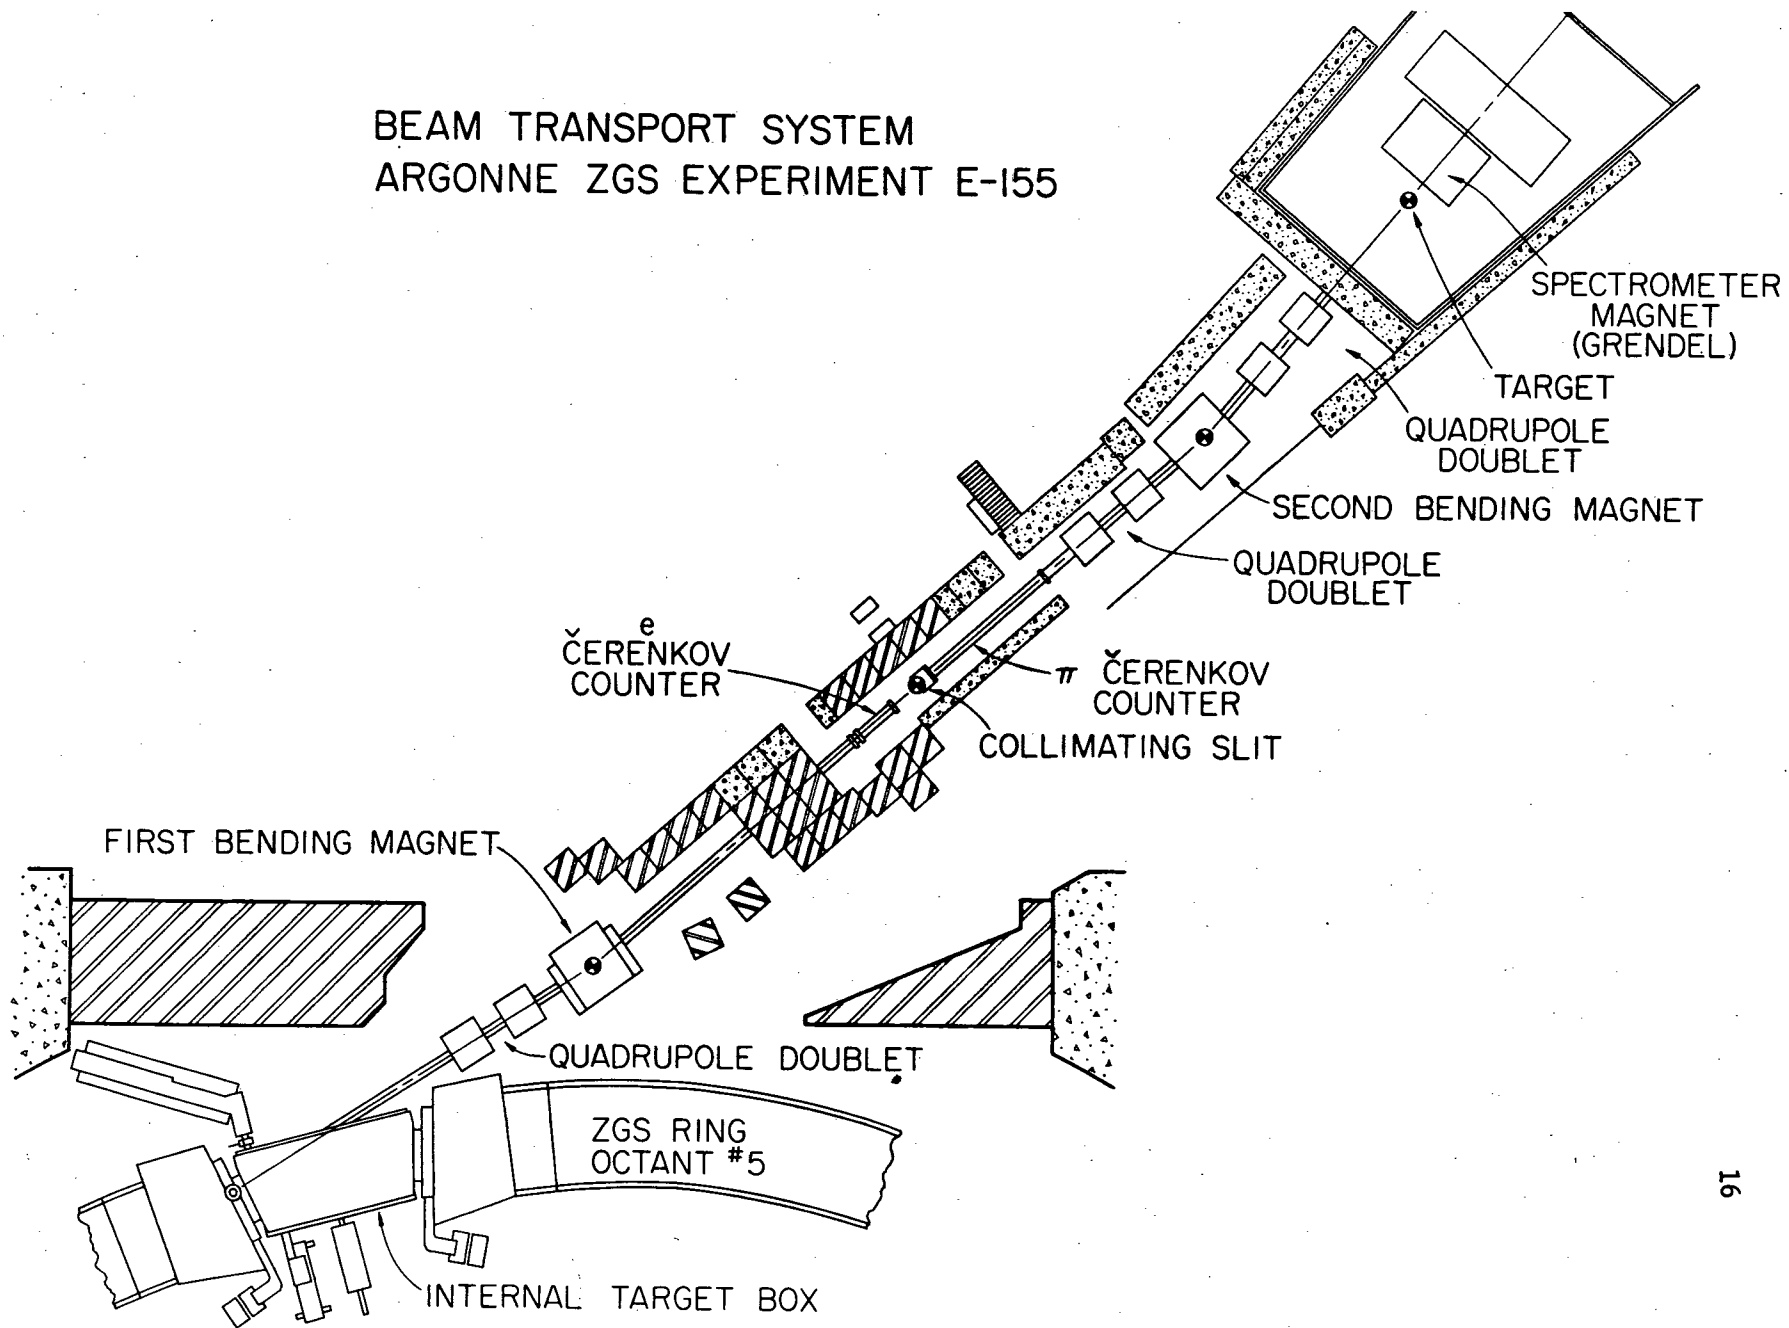 BEAM TRANSPORT SYSTEM
ARGONNE ZGS EXPERIMENT E-155
SPECTROMETER
MAGNET
(GRENDEL)
TARGET
QUADRUPOLE
DOUBLET
SECOND BENDING MAGNET
QUADRUPOLE
DOUBLET
e
ČERENKOV
COUNTER
π ČERENKOV
COUNTER
COLLIMATING SLIT
FIRST BENDING MAGNET
QUADRUPOLE DOUBLET
ZGS RING
OCTANT #5
INTERNAL TARGET BOX
16